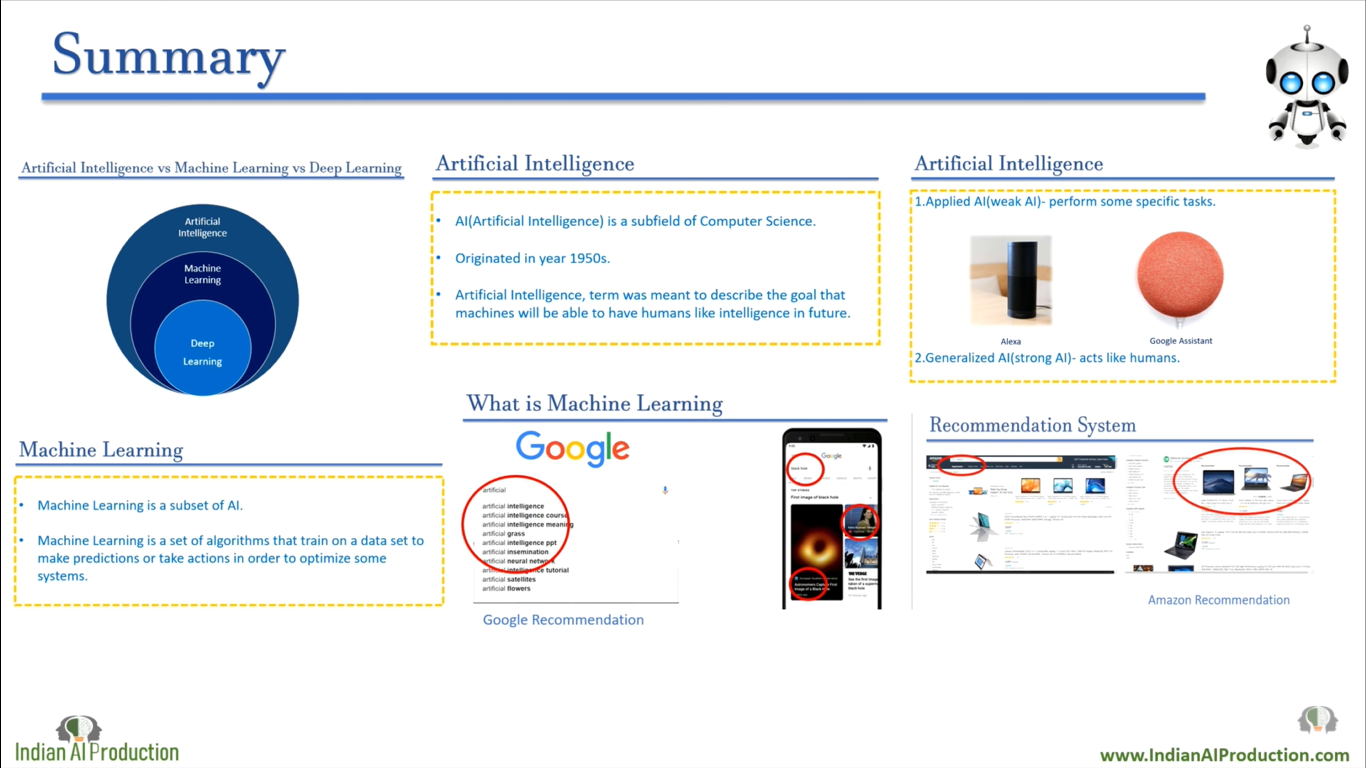 Summary
Artificial Intelligence vs Machine Learning vs Deep Learning
Artificial
Intelligence
Machine
Learning
Deep
Learning
Artificial Intelligence
• AI(Artificial Intelligence) is a subfield of Computer Science.
• Originated in year 1950s.
• Artificial Intelligence, term was meant to describe the goal that
machines will be able to have humans like intelligence in future.
Artificial Intelligence
1.Applied AI(weak AI)- perform some specific tasks.
Alexa
Google Assistant
2.Generalized AI(strong AI)- acts like humans.
Machine Learning
• Machine Learning is a subset of AI.
• Machine Learning is a set of algorithms that train on a data set to
make predictions or take actions in order to optimize some
systems.
What is Machine Learning
Google
artificial
artificial intelligence
artificial intelligence course
artificial intelligence meaning
artificial grass
artificial intelligence ppt
artificial insemination
artificial neural network
artificial intelligence tutorial
artificial satellites
artificial flowers
Google Recommendation
Google
black hole
First image of black hole
Recommendation System
Amazon Recommendation
Indian AI Production
www.IndianAIProduction.com